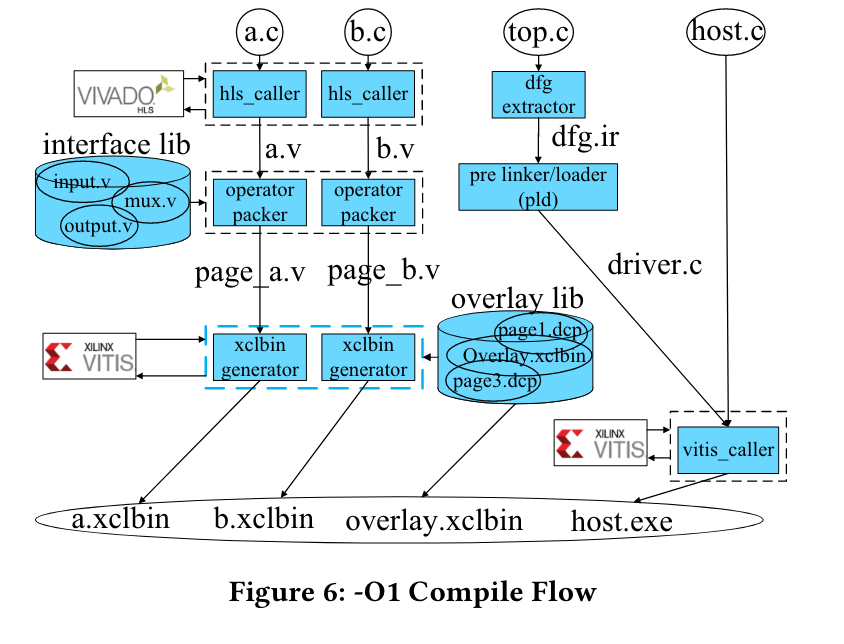 a.c
b.c
top.c
host.c
VIVADO
HLS
hls_caller
hls_caller
dfg
extractor
interface lib
a.v
b.v
dfg.ir
input.v
mux.v
output.v
operator
packer
operator
packer
pre linker/loader
(pld)
page_a.v
page_b.v
driver.c
overlay lib
page1.dcp
Overlay.xclbin
page3.dcp
XILINX
VITIS
xclbin
generator
xclbin
generator
XILINX
VITIS
vitis_caller
a.xclbin
b.xclbin
overlay.xclbin
host.exe
Figure 6: -O1 Compile Flow